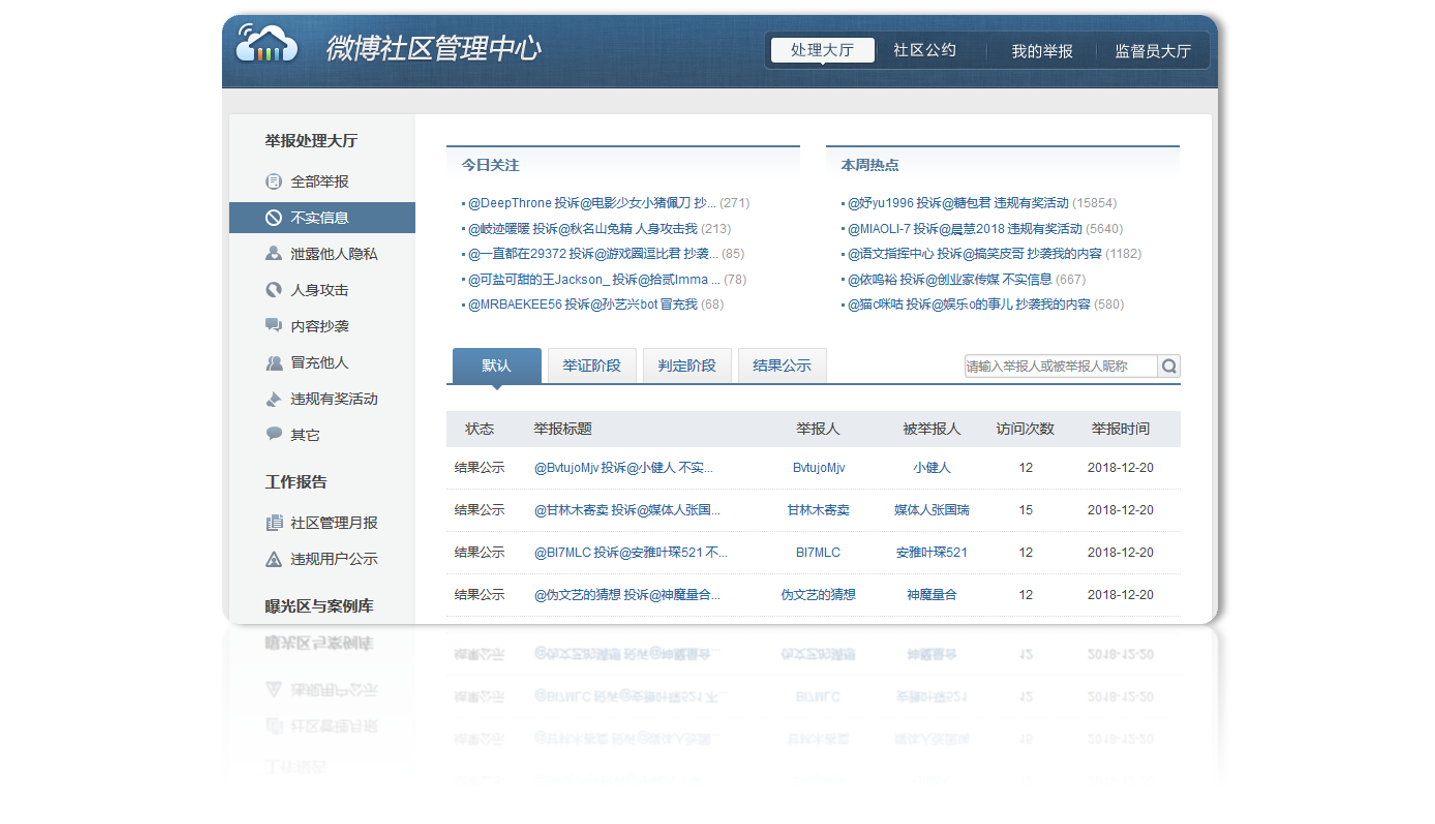 微博社区管理中心
处理大厅 社区公约 我的举报 监督员大厅
举报处理大厅
全部举报
不实信息
泄露他人隐私
人身攻击
内容抄袭
冒充他人
违规有奖活动
其它
工作报告
社区管理月报
违规用户公示
曝光区与案例库
今日关注
@DeepThrone 投诉@电影少女小猪佩刀 抄... (271)
@岐迹暖暖 投诉@秋名山兔精 人身攻击我 (213)
@一直都在29372 投诉@游戏圈逗比君 抄袭... (85)
@可盐可甜的王Jackson_ 投诉@拾贰Imma ... (78)
@MRBAEKEE56 投诉@孙艺兴bot 冒充我 (68)
本周热点
@妤yu1996 投诉@糖包君 违规有奖活动 (15854)
@MIAOLI-7 投诉@晨慧2018 违规有奖活动 (5640)
@语文指挥中心 投诉@搞笑皮哥 抄袭我的内容 (1182)
@依鸣裕 投诉@创业家传媒 不实信息 (667)
@猫c咪咕 投诉@娱乐o的事儿 抄袭我的内容 (580)
默认 举证阶段 判定阶段 结果公示 请输入举报人或被举报人昵称
状态 举报标题 举报人 被举报人 访问次数 举报时间
结果公示 @BvtujoMjv 投诉@小健人 不实... BvtujoMjv 小健人 12 2018-12-20
结果公示 @甘林木寄卖 投诉@媒体人张国... 甘林木寄卖 媒体人张国瑞 15 2018-12-20
结果公示 @BI7MLC 投诉@安雅叶琛521 不... BI7MLC 安雅叶琛521 12 2018-12-20
结果公示 @伪文艺的猜想 投诉@神魔量合... 伪文艺的猜想 神魔量合 12 2018-12-20